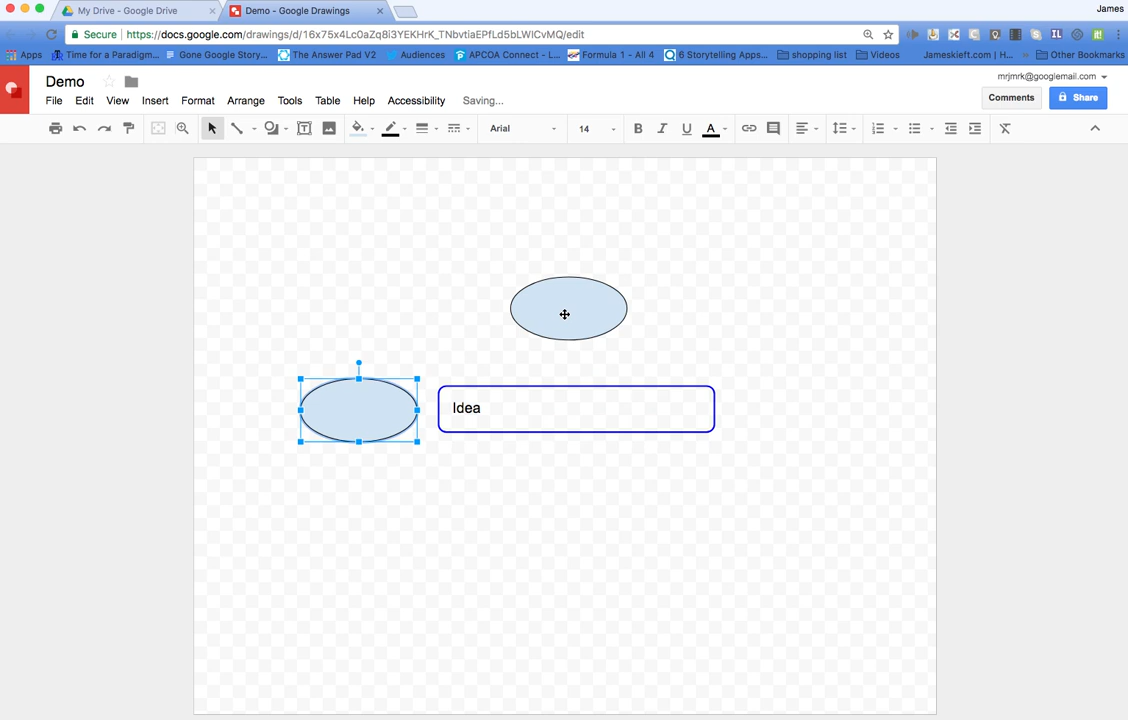 My Drive - Google Drive
Demo - Google Drawings
James
Secure
https://docs.google.com/drawings/d/16x75x4Lc0aZq8i3YEKHrK_TNbvtiaEPfLd5bLWlCvMQ/edit
Apps
Time for a Paradigm...
Gone Google Story...
The Answer Pad V2
Audiences
APCOA Connect - L...
Formula 1 - All 4
6 Storytelling Apps...
shopping list
Videos
Jameskieft.com | H...
»
Other Bookmarks
Demo
mrjmrk@googlemail.com
File Edit View Insert Format Arrange Tools Table Help Accessibility Saving...
Comments
Share
Arial
14
B I U A
Idea